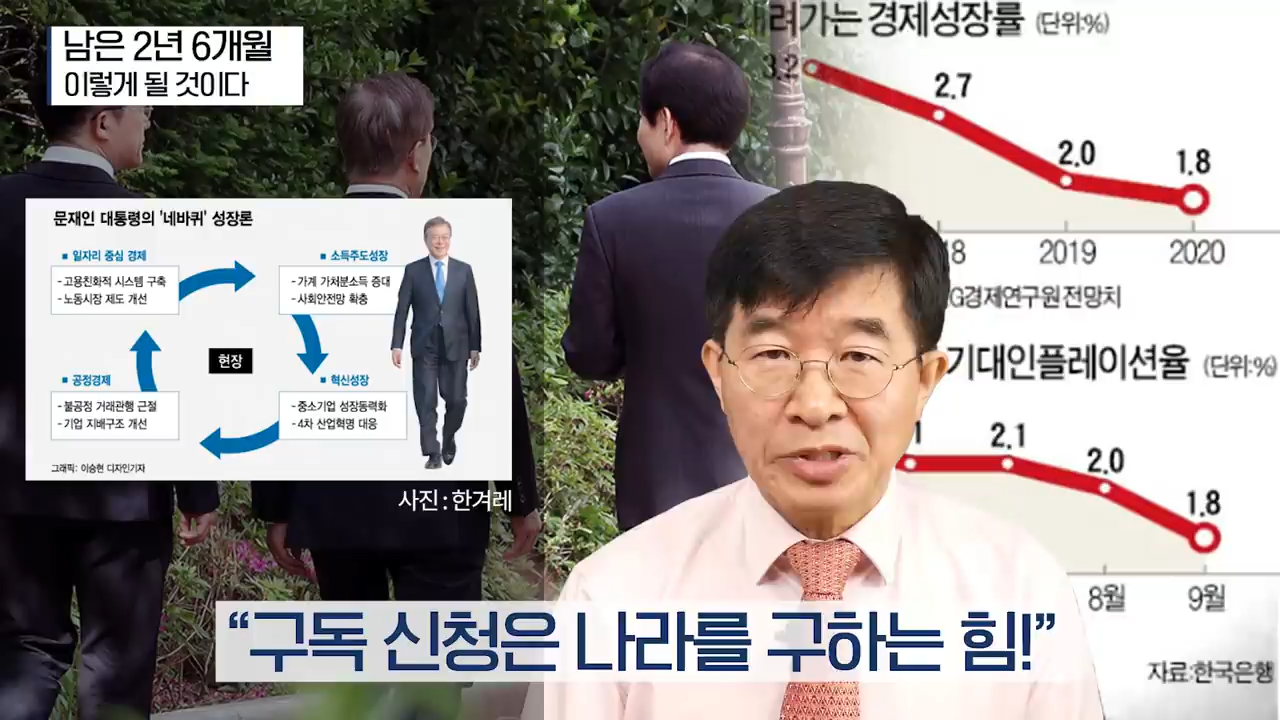 남은 2년 6개월
이렇게 될 것이다
문재인 대통령의 '네바퀴' 성장론
■ 일자리 중심 경제
- 고용친화적 시스템 구축
- 노동시장 제도 개선
■ 소득주도성장
- 가계 가처분소득 증대
- 사회안전망 확충
현장
■ 공정경제
- 불공정 거래관행 근절
- 기업 지배구조 개선
■ 혁신성장
- 중소기업 성장동력화
- 4차 산업혁명 대응
그래픽: 이승현 디자인기자
사진 : 한겨레
내려가는 경제성장률 (단위:%)
3.2
2.7
2.0
1.8
18 2019 2020
G경제연구원 전망치
기대인플레이션율 (단위:%)
1
2.1
2.0
1.8
8월 9월
자료:한국은행
“구독 신청은 나라를 구하는 힘!”